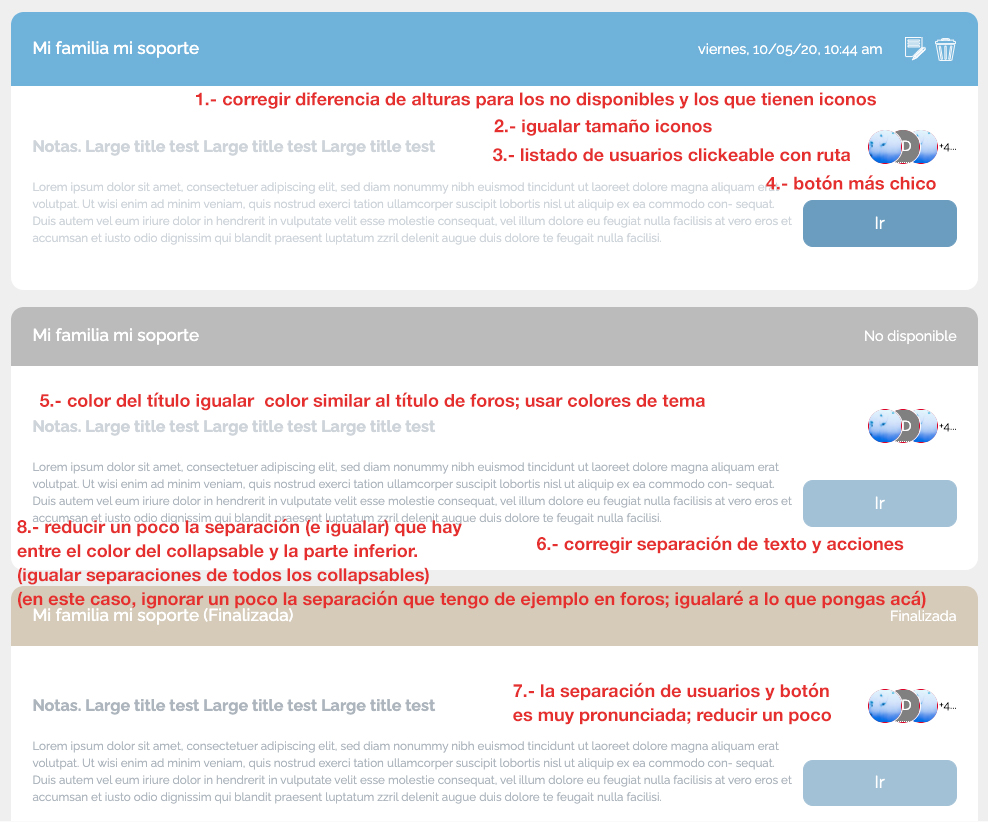 Mi familia mi soporte
viernes, 10/05/20, 10:44 am
1.- corregir diferencia de alturas para los no disponibles y los que tienen iconos
2.- igualar tamaño iconos
Notas. Large title test Large title test Large title test
D
+4...
3.- listado de usuarios clickeable con ruta
4.- botón más chico
Lorem ipsum dolor sit amet, consectetuer adipiscing elit, sed diam nonummy nibh euismod tincidunt ut laoreet dolore magna aliquam erat
volutpat. Ut wisi enim ad minim veniam, quis nostrud exerci tation ullamcorper suscipit lobortis nisl ut aliquip ex ea commodo con- sequat.
Duis autem vel eum iriure dolor in hendrerit in vulputate velit esse molestie consequat, vel illum dolore eu feugiat nulla facilisis at vero eros et
accumsan et iusto odio dignissim qui blandit praesent luptatum zzril delenit augue duis dolore te feugait nulla facilisi.
Ir
Mi familia mi soporte
No disponible
5.- color del título igualar color similar al título de foros; usar colores de tema
Notas. Large title test Large title test Large title test
D
+4...
Lorem ipsum dolor sit amet, consectetuer adipiscing elit, sed diam nonummy nibh euismod tincidunt ut laoreet dolore magna aliquam erat
volutpat. Ut wisi enim ad minim veniam, quis nostrud exerci tation ullamcorper suscipit lobortis nisl ut aliquip ex ea commodo con- sequat.
Duis autem vel eum iriure dolor in hendrerit in vulputate velit esse molestie consequat, vel illum dolore eu feugiat nulla facilisis at vero eros et
accumsan et iusto odio dignissim qui blandit praesent luptatum zzril delenit augue duis dolore te feugait nulla facilisi.
Ir
8.- reducir un poco la separación (e igualar) que hay
entre el color del collapsable y la parte inferior.
(igualar separaciones de todos los collapsables)
(en este caso, ignorar un poco la separación que tengo de ejemplo en foros; igualaré a lo que pongas acá)
6.- corregir separación de texto y acciones
Mi familia mi soporte (Finalizada)
Finalizada
7.- la separación de usuarios y botón
es muy pronunciada; reducir un poco
Notas. Large title test Large title test Large title test
D
+4...
Lorem ipsum dolor sit amet, consectetuer adipiscing elit, sed diam nonummy nibh euismod tincidunt ut laoreet dolore magna aliquam erat
volutpat. Ut wisi enim ad minim veniam, quis nostrud exerci tation ullamcorper suscipit lobortis nisl ut aliquip ex ea commodo con- sequat.
Duis autem vel eum iriure dolor in hendrerit in vulputate velit esse molestie consequat, vel illum dolore eu feugiat nulla facilisis at vero eros et
accumsan et iusto odio dignissim qui blandit praesent luptatum zzril delenit augue duis dolore te feugait nulla facilisi.
Ir